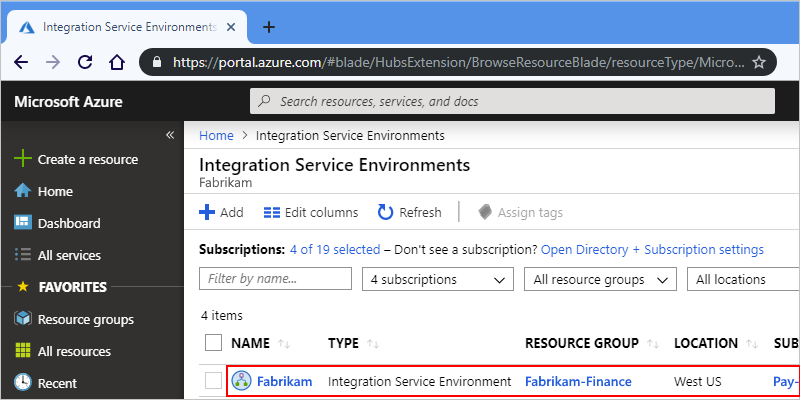 Integration Service Environments
https://portal.azure.com/#blade/HubsExtension/BrowseResourceBlade/resourceType/Micro...
Microsoft Azure
Search resources, services, and docs
Create a resource
Home
Dashboard
All services
FAVORITES
Resource groups
All resources
Recent
Home > Integration Service Environments
Integration Service Environments
Fabrikam
Add Edit columns Refresh Assign tags
Subscriptions: 4 of 19 selected – Don't see a subscription? Open Directory + Subscription settings
Filter by name... 4 subscriptions All resource groups All locations
4 items
NAME TYPE RESOURCE GROUP LOCATION SUB
Fabrikam Integration Service Environment Fabrikam-Finance West US Pay-